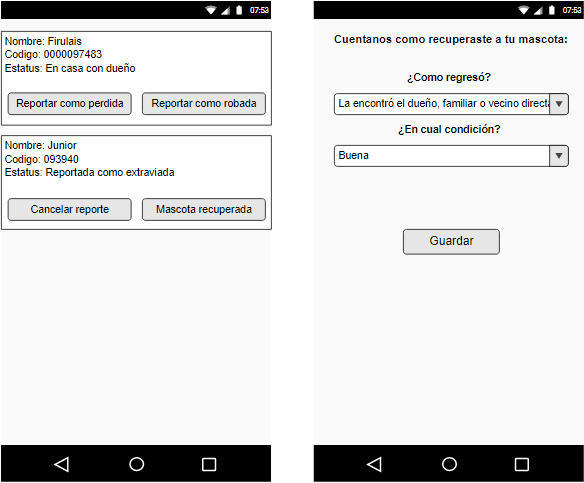 07:53
Nombre: Firulais
Codigo: 0000097483
Estatus: En casa con dueño
Reportar como perdida
Reportar como robada
Nombre: Junior
Codigo: 093940
Estatus: Reportada como extraviada
Cancelar reporte
Mascota recuperada
07:53
Cuentanos como recuperaste a tu mascota:
¿Como regresó?
La encontró el dueño, familiar o vecino directa
¿En cual condición?
Buena
Guardar